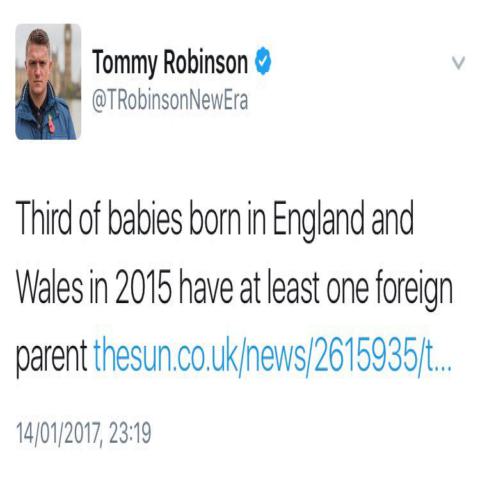 Tommy Robinson
@TRobinsonNewEra
Third of babies born in England and
Wales in 2015 have at least one foreign
parent thesun.co.uk/news/2615935/t...
14/01/2017, 23:19